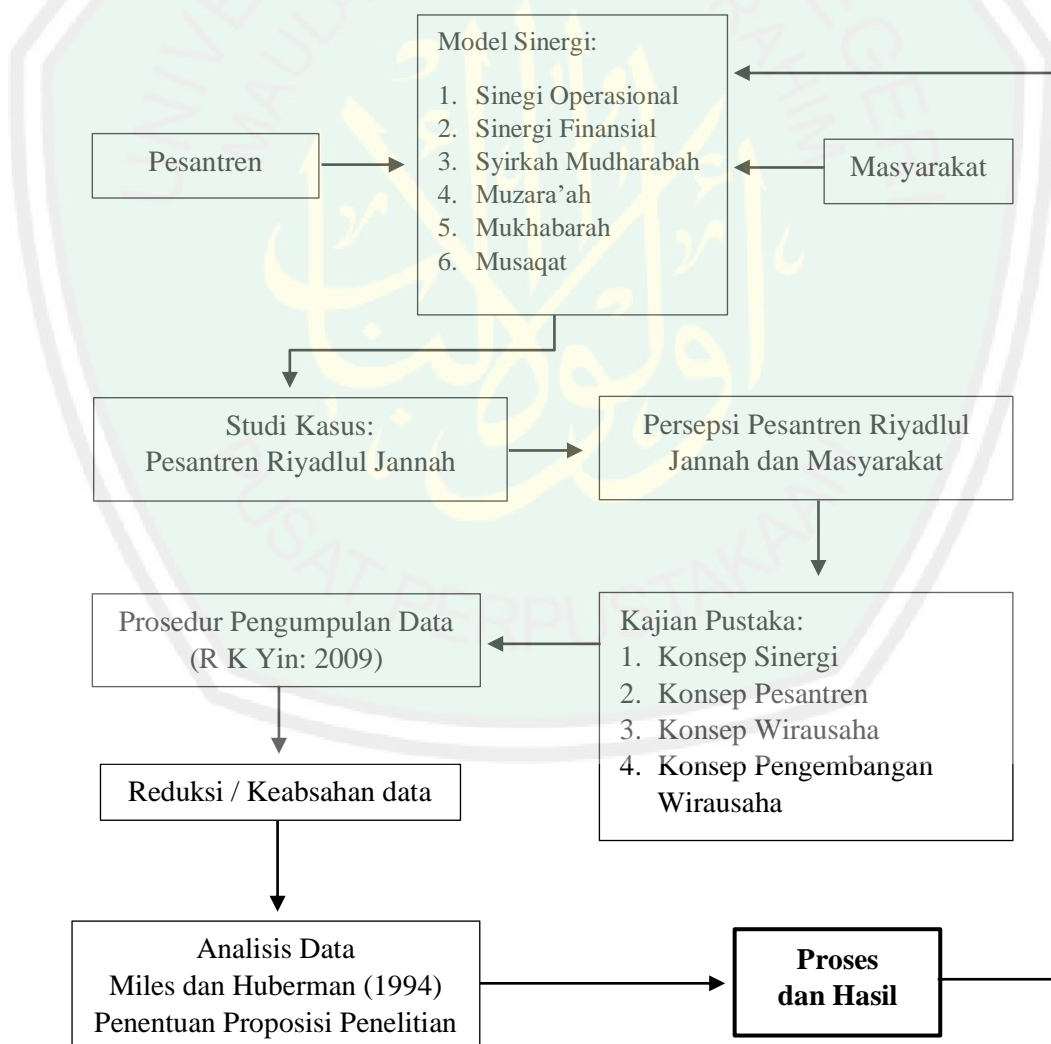 Model Sinergi:
1. Sinegi Operasional
2. Sinergi Finansial
3. Syirkah Mudharabah
4. Muzara’ah
5. Mukhabarah
6. Musaqat
Pesantren
Masyarakat
Studi Kasus:
Pesantren Riyadlul Jannah
Persepsi Pesantren Riyadlul
Jannah dan Masyarakat
Kajian Pustaka:
1. Konsep Sinergi
2. Konsep Pesantren
3. Konsep Wirausaha
4. Konsep Pengembangan
Wirausaha
Prosedur Pengumpulan Data
(R K Yin: 2009)
Reduksi / Keabsahan data
Analisis Data
Miles dan Huberman (1994)
Penentuan Proposisi Penelitian
Proses
dan Hasil
PUSAT PERPUSTAKAAN